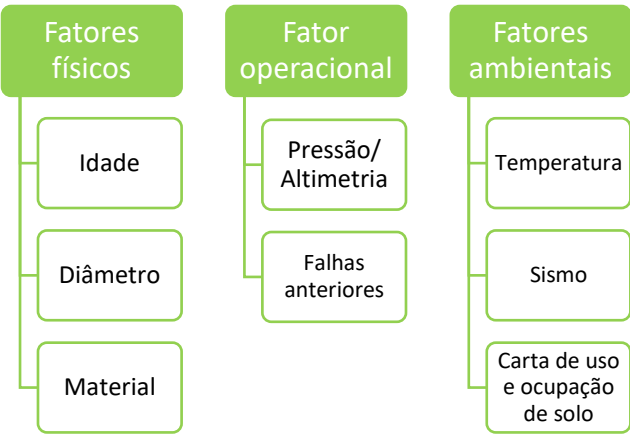 Fatores
físicos
Idade
Diâmetro
Material
Fator
operacional
Pressão/
Altimetria
Falhas
anteriores
Fatores
ambientais
Temperatura
Sismo
Carta de uso
e ocupação
de solo